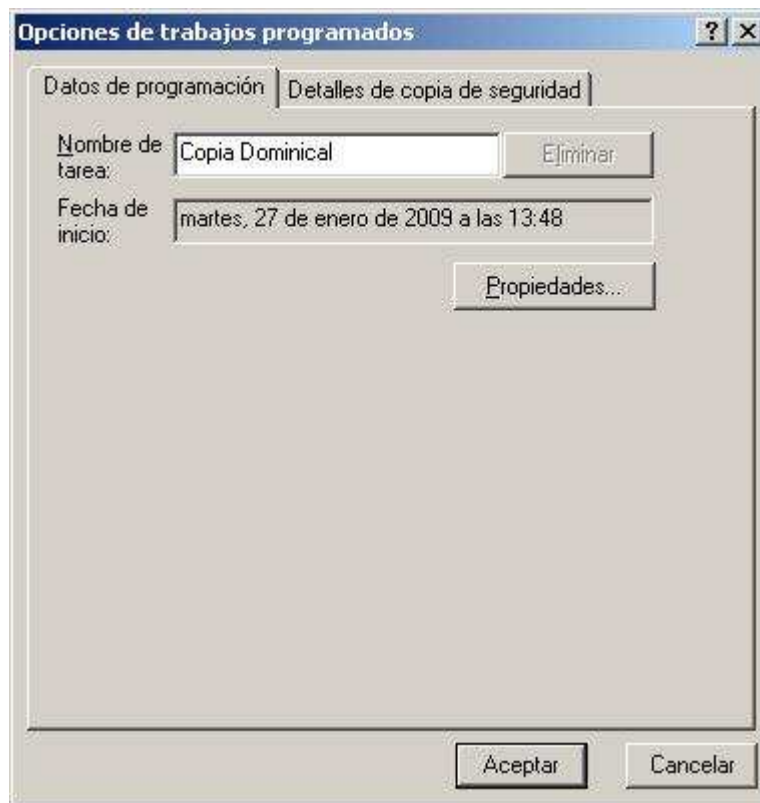 Opciones de trabajos programados
Datos de programación
Detalles de copia de seguridad
Nombre de
tarea:
Copia Dominical
Eliminar
Fecha de
inicio:
martes, 27 de enero de 2009 a las 13:48
Propiedades...
Aceptar
Cancelar